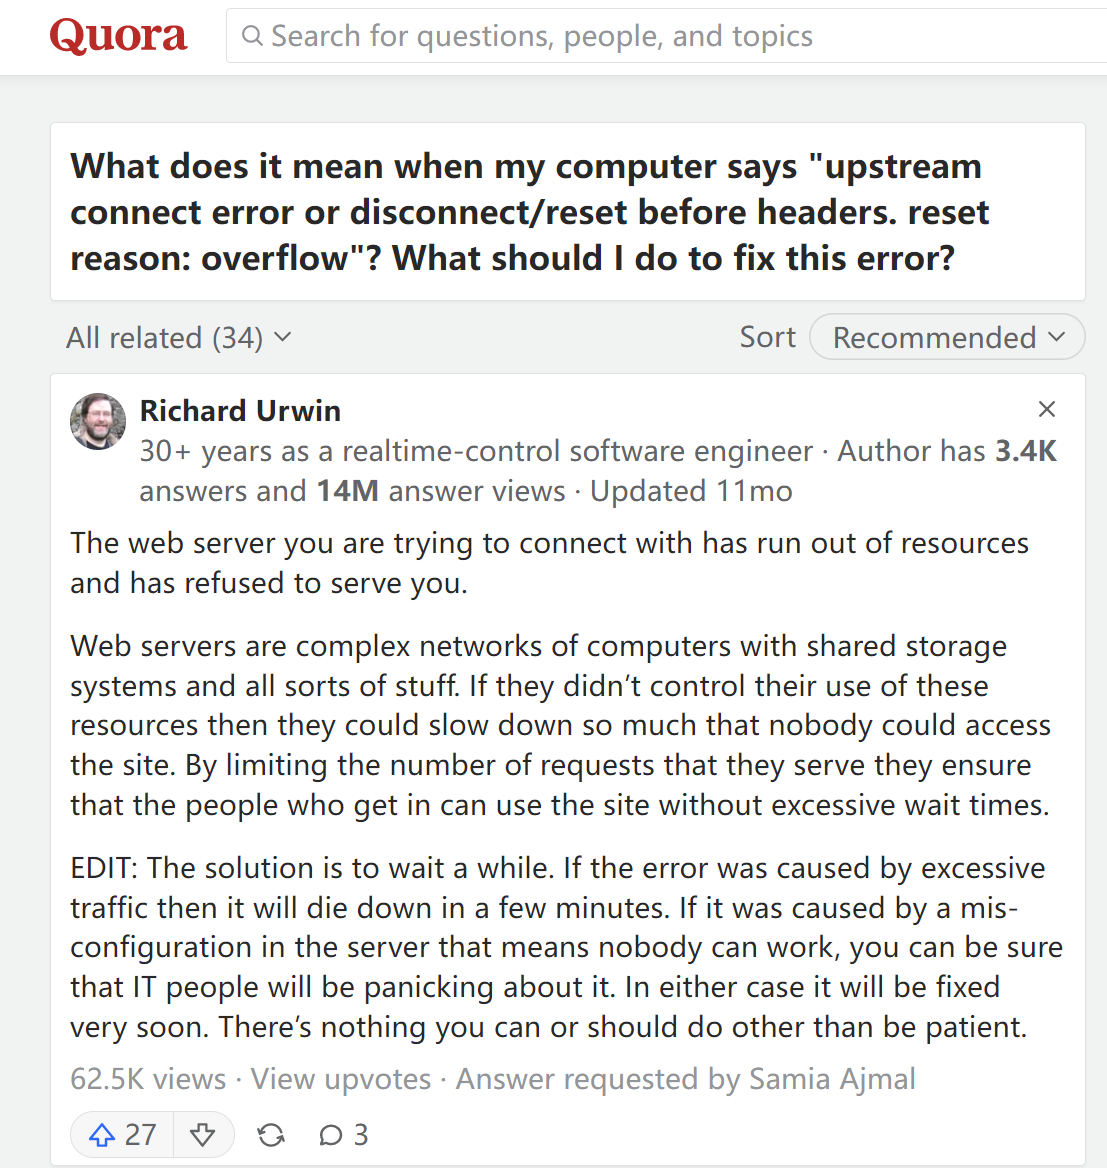 Quora
Search for questions, people, and topics
What does it mean when my computer says "upstream
connect error or disconnect/reset before headers. reset
reason: overflow"? What should I do to fix this error?
All related (34)
Sort
Recommended
Richard Urwin
30+ years as a realtime-control software engineer · Author has 3.4K
answers and 14M answer views · Updated 11mo
The web server you are trying to connect with has run out of resources
and has refused to serve you.
Web servers are complex networks of computers with shared storage
systems and all sorts of stuff. If they didn’t control their use of these
resources then they could slow down so much that nobody could access
the site. By limiting the number of requests that they serve they ensure
that the people who get in can use the site without excessive wait times.
EDIT: The solution is to wait a while. If the error was caused by excessive
traffic then it will die down in a few minutes. If it was caused by a mis-
configuration in the server that means nobody can work, you can be sure
that IT people will be panicking about it. In either case it will be fixed
very soon. There’s nothing you can or should do other than be patient.
62.5K views · View upvotes · Answer requested by Samia Ajmal
27
3